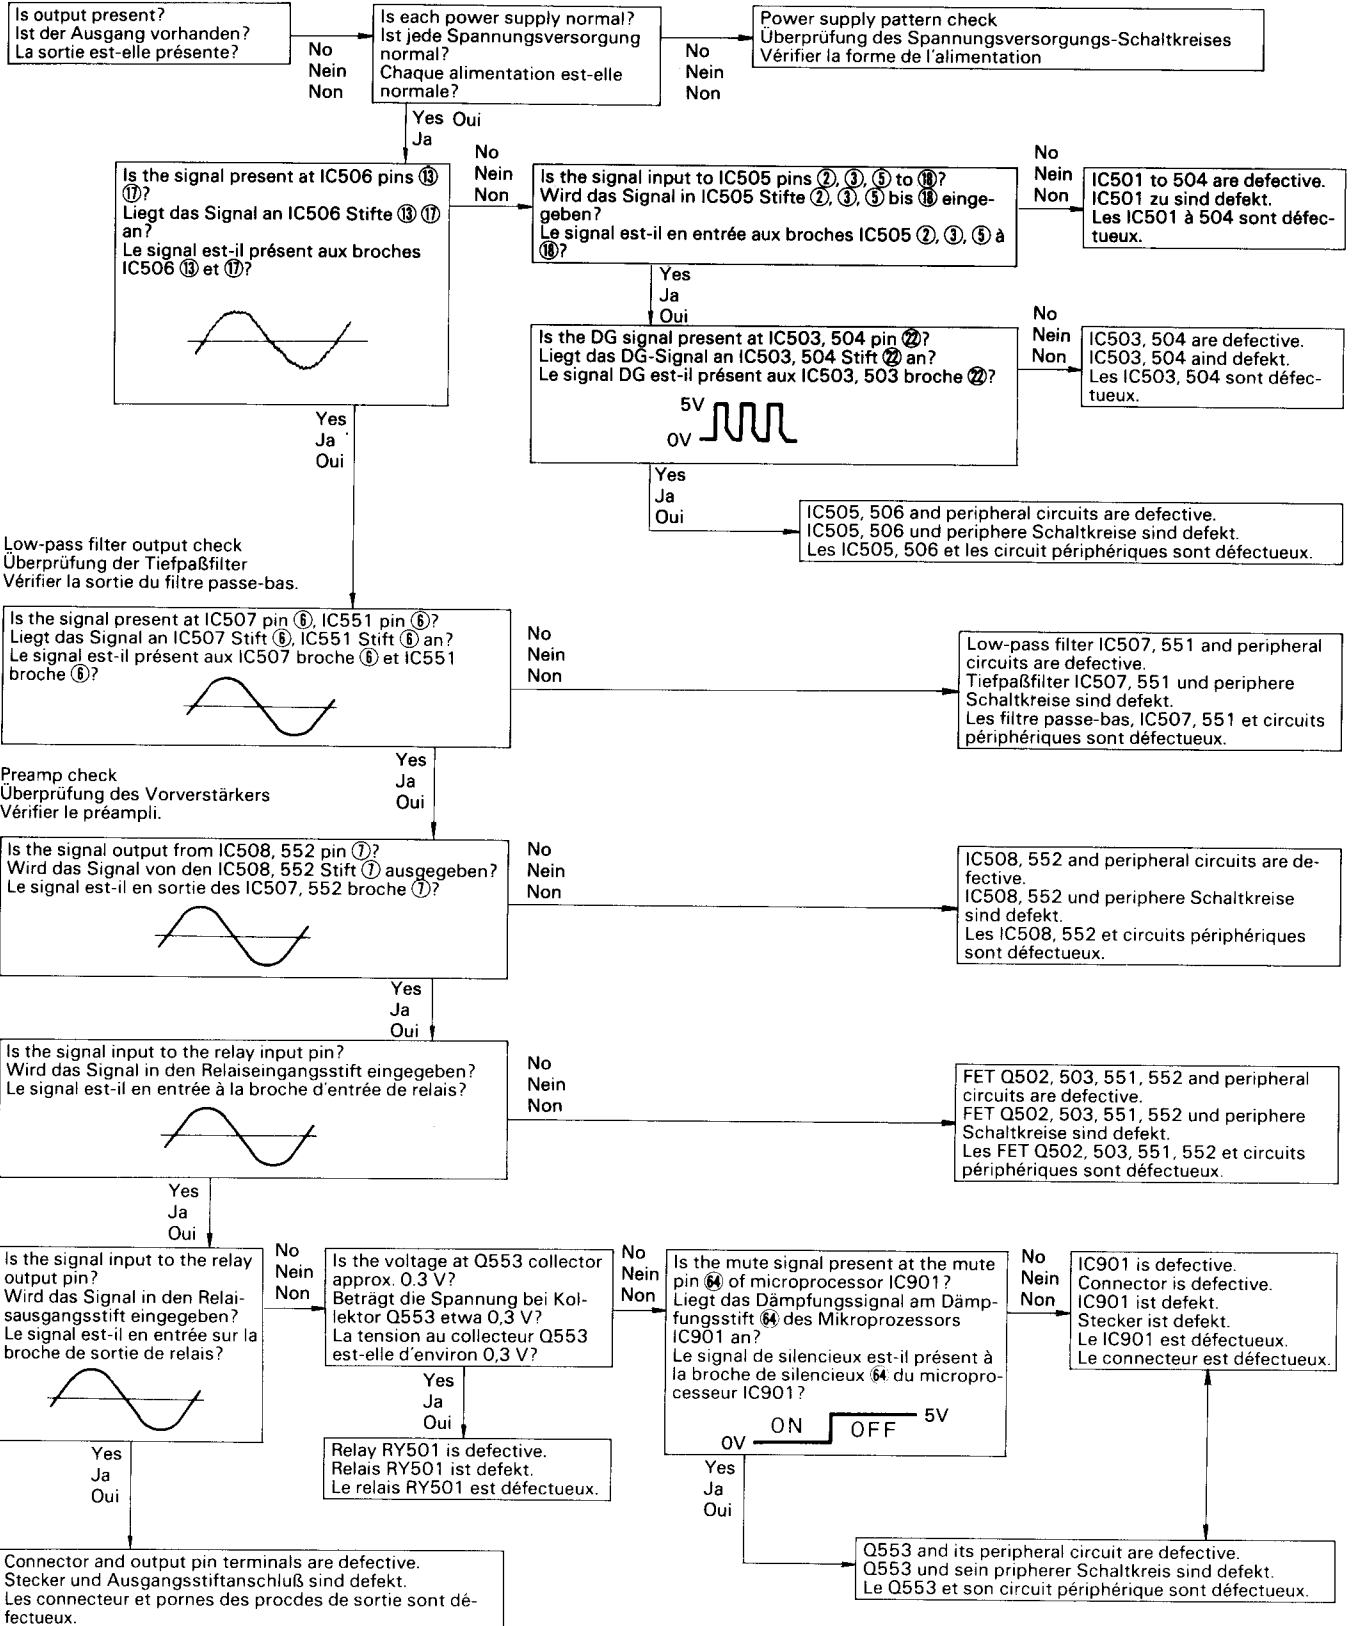 Is output present?
Ist der Ausgang vorhanden?
La sortie est-elle présente?
No
Nein
Non
Is each power supply normal?
Ist jede Spannungsversorgung
normal?
Chaque alimentation est-elle
normale?
No
Nein
Non
Power supply pattern check
Überprüfung des Spannungsversorgungs-Schaltkreises
Vérifier la forme de l'alimentation
Yes Oui
Ja
Is the signal present at IC506 pins ⑬
⑰?
Liegt das Signal an IC506 Stifte ⑬ ⑰
an?
Le signal est-il présent aux broches
IC506 ⑬ et ⑰?
No
Nein
Non
Is the signal input to IC505 pins ②, ③, ⑤ to ⑱?
Wird das Signal in IC505 Stifte ②, ③, ⑤ bis ⑱ einge-
geben?
Le signal est-il en entrée aux broches IC505 ②, ③, ⑤ à
⑱?
No
Nein
Non
IC501 to 504 are defective.
IC501 zu sind defekt.
Les IC501 à 504 sont défec-
tueux.
Yes
Ja
Oui
Is the DG signal present at IC503, 504 pin ㉒?
Liegt das DG-Signal an IC503, 504 Stift ㉒ an?
Le signal DG est-il présent aux IC503, 503 broche ㉒?
5V
0V
No
Nein
Non
IC503, 504 are defective.
IC503, 504 aind defekt.
Les IC503, 504 sont défec-
tueux.
Yes
Ja
Oui
Yes
Ja
Oui
IC505, 506 and peripheral circuits are defective.
IC505, 506 und periphere Schaltkreise sind defekt.
Les IC505, 506 et les circuit périphériques sont défectueux.
Low-pass filter output check
Überprüfung der Tiefpaßfilter
Vérifier la sortie du filtre passe-bas.
Is the signal present at IC507 pin ⑥, IC551 pin ⑥?
Liegt das Signal an IC507 Stift ⑥, IC551 Stift ⑥ an?
Le signal est-il présent aux IC507 broche ⑥ et IC551
broche ⑥?
No
Nein
Non
Low-pass filter IC507, 551 and peripheral
circuits are defective.
Tiefpaßfilter IC507, 551 und periphere
Schaltkreise sind defekt.
Les filtre passe-bas, IC507, 551 et circuits
périphériques sont défectueux.
Yes
Ja
Oui
Preamp check
Überprüfung des Vorverstärkers
Vérifier le préampli.
Is the signal output from IC508, 552 pin ⑦?
Wird das Signal von den IC508, 552 Stift ⑦ ausgegeben?
Le signal est-il en sortie des IC507, 552 broche ⑦?
No
Nein
Non
IC508, 552 and peripheral circuits are de-
fective.
IC508, 552 und periphere Schaltkreise
sind defekt.
Les IC508, 552 et circuits périphériques
sont défectueux.
Yes
Ja
Oui
Is the signal input to the relay input pin?
Wird das Signal in den Relaiseingangsstift eingegeben?
Le signal est-il en entrée à la broche d'entrée de relais?
No
Nein
Non
FET Q502, 503, 551, 552 and peripheral
circuits are defective.
FET Q502, 503, 551, 552 und periphere
Schaltkreise sind defekt.
Les FET Q502, 503, 551, 552 et circuits
périphériques sont défectueux.
Yes
Ja
Oui
Is the signal input to the relay
output pin?
Wird das Signal in den Relai-
sausgangsstift eingegeben?
Le signal est-il en entrée sur la
broche de sortie de relais?
No
Nein
Non
Is the voltage at Q553 collector
approx. 0.3 V?
Beträgt die Spannung bei Kol-
lektor Q553 etwa 0,3 V?
La tension au collecteur Q553
est-elle d'environ 0,3 V?
No
Nein
Non
Is the mute signal present at the mute
pin 64 of microprocessor IC901?
Liegt das Dämpfungssignal am Dämp-
fungsstift 64 des Mikroprozessors
IC901 an?
Le signal de silencieux est-il présent à
la broche de silencieux 64 du micropro-
cesseur IC901?
0V ON OFF 5V
No
Nein
Non
IC901 is defective.
Connector is defective.
IC901 ist defekt.
Stecker ist defekt.
Le IC901 est défectueux.
Le connecteur est défectueux.
Yes
Ja
Oui
Relay RY501 is defective.
Relais RY501 ist defekt.
Le relais RY501 est défectueux.
Yes
Ja
Oui
Yes
Ja
Oui
Q553 and its peripheral circuit are defective.
Q553 und sein pripherer Schaltkreis sind defekt.
Le Q553 et son circuit périphérique sont défectueux.
Connector and output pin terminals are defective.
Stecker und Ausgangsstiftanschluß sind defekt.
Les connecteur et pornes des procdes de sortie sont dé-
fectueux.